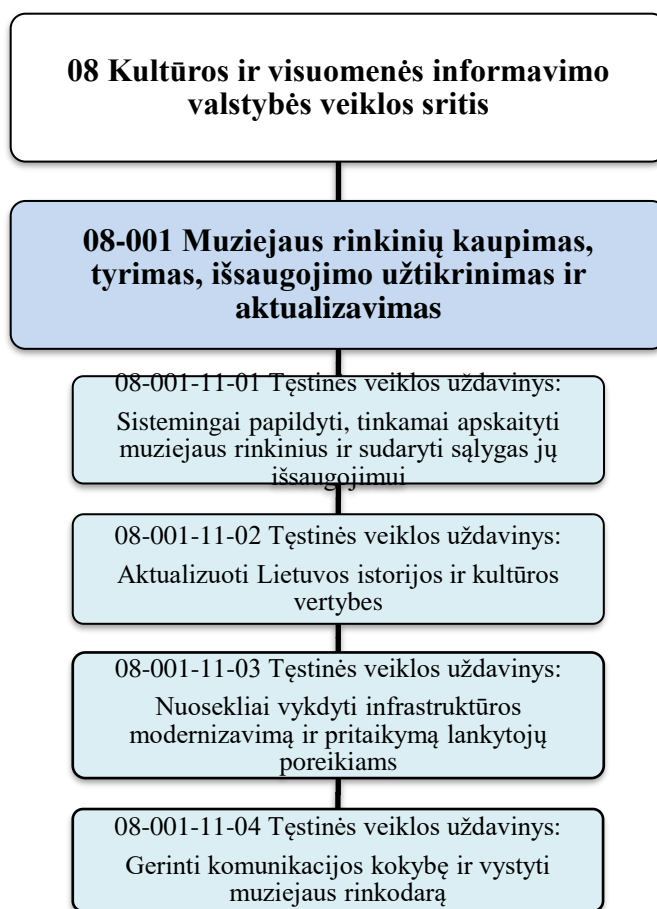 08 Kultūros ir visuomenės informavimo
valstybės veiklos sritis
08-001 Muziejaus rinkinių kaupimas,
tyrimas, išsaugojimo užtikrinimas ir
aktualizavimas
08-001-11-01 Tęstinės veiklos uždavinys:
Sistemingai papildyti, tinkamai apskaityti
muziejaus rinkinius ir sudaryti sąlygas jų
išsaugojimui
08-001-11-02 Tęstinės veiklos uždavinys:
Aktualizuoti Lietuvos istorijos ir kultūros
vertybes
08-001-11-03 Tęstinės veiklos uždavinys:
Nuosekliai vykdyti infrastruktūros
modernizavimą ir pritaikymą lankytojų
poreikiams
08-001-11-04 Tęstinės veiklos uždavinys:
Gerinti komunikacijos kokybę ir vystyti
muziejaus rinkodarą